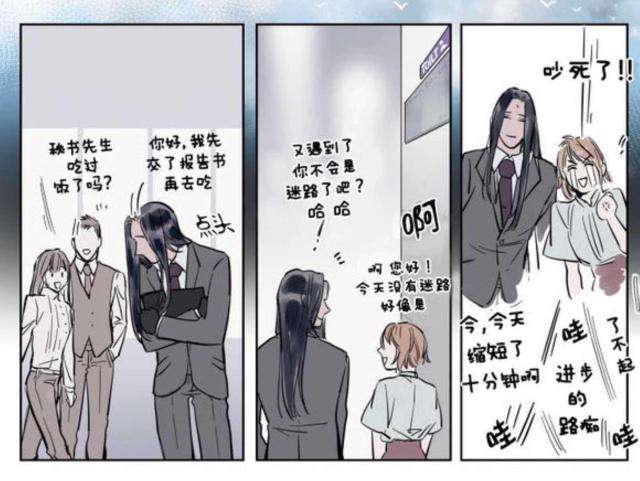 秘书先生
吃过
饭了吗?
你好,我先
交了报告书
再去吃
点头
又遇到了
你不会是
迷路了吧?
哈 哈
啊
啊 您好!
今天没有迷路
好像是
吵死了!!
今,今天
缩短了
十分钟啊
哇
哇
了不起
进步
的
路痴
哇
哇